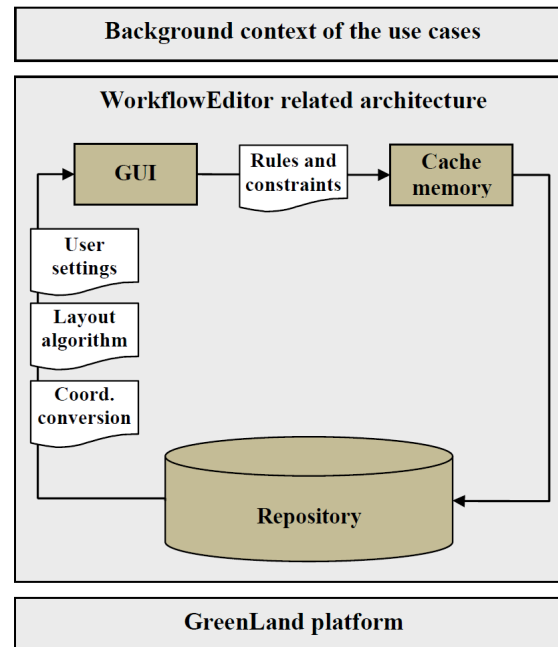 Background context of the use cases
WorkflowEditor related architecture
GUI
Rules and
constraints
Cache
memory
User
settings
Layout
algorithm
Coord.
conversion
Repository
GreenLand platform